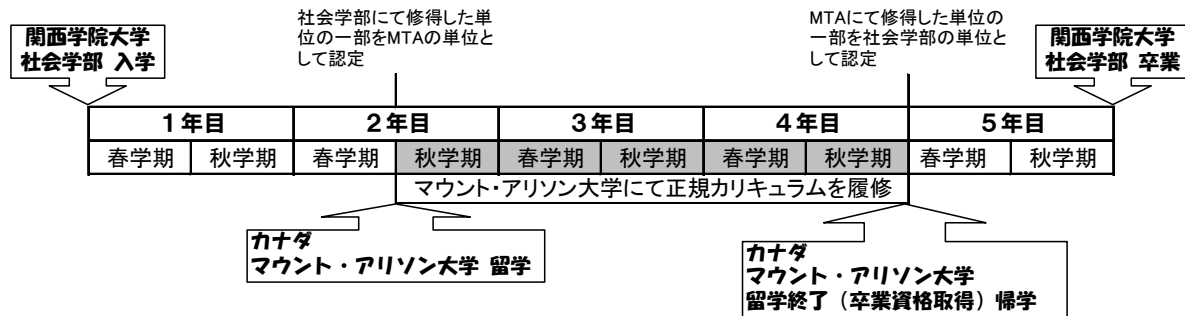 関西学院大学
社会学部 入学
社会学部にて修得した単
位の一部をMTAの単位と
して認定
MTAにて修得した単位の
一部を社会学部の単位と
して認定
関西学院大学
社会学部 卒業
1年目 2年目 3年目 4年目 5年目
春学期 秋学期 春学期 秋学期 春学期 秋学期 春学期 秋学期 春学期 秋学期
マウント・アリソン大学にて正規カリキュラムを履修
カナダ
マウント・アリソン大学 留学
カナダ
マウント・アリソン大学
留学終了（卒業資格取得）帰学